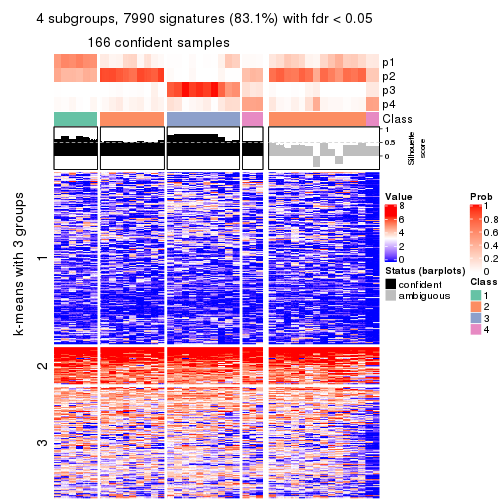 4 subgroups, 7990 signatures (83.1%) with fdr < 0.05
166 confident samples
p1
p2
p3
p4
Class
1
0.5
0
Silhouette
score
k-means with 3 groups
1
2
3
Value
8
6
4
2
0
Status (barplots)
confident
ambiguous
Prob
1
0.8
0.6
0.4
0.2
0
Class
1
2
3
4